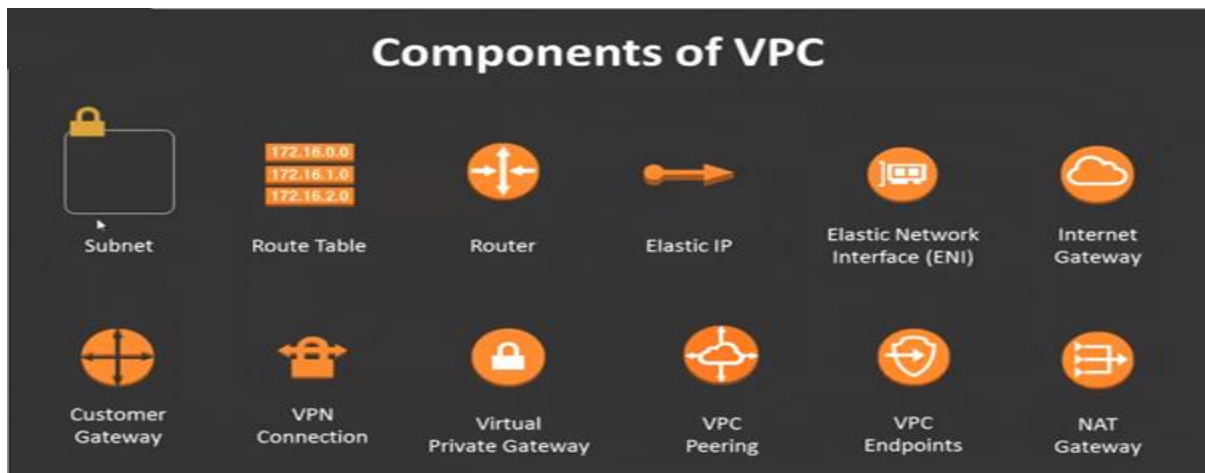 Components of VPC
172.16.0.0
172.16.1.0
172.16.2.0
Subnet
Route Table
Router
Elastic IP
Elastic Network
Interface (ENI)
Internet
Gateway
Customer
Gateway
VPN
Connection
Virtual
Private Gateway
VPC
Peering
VPC
Endpoints
NAT
Gateway